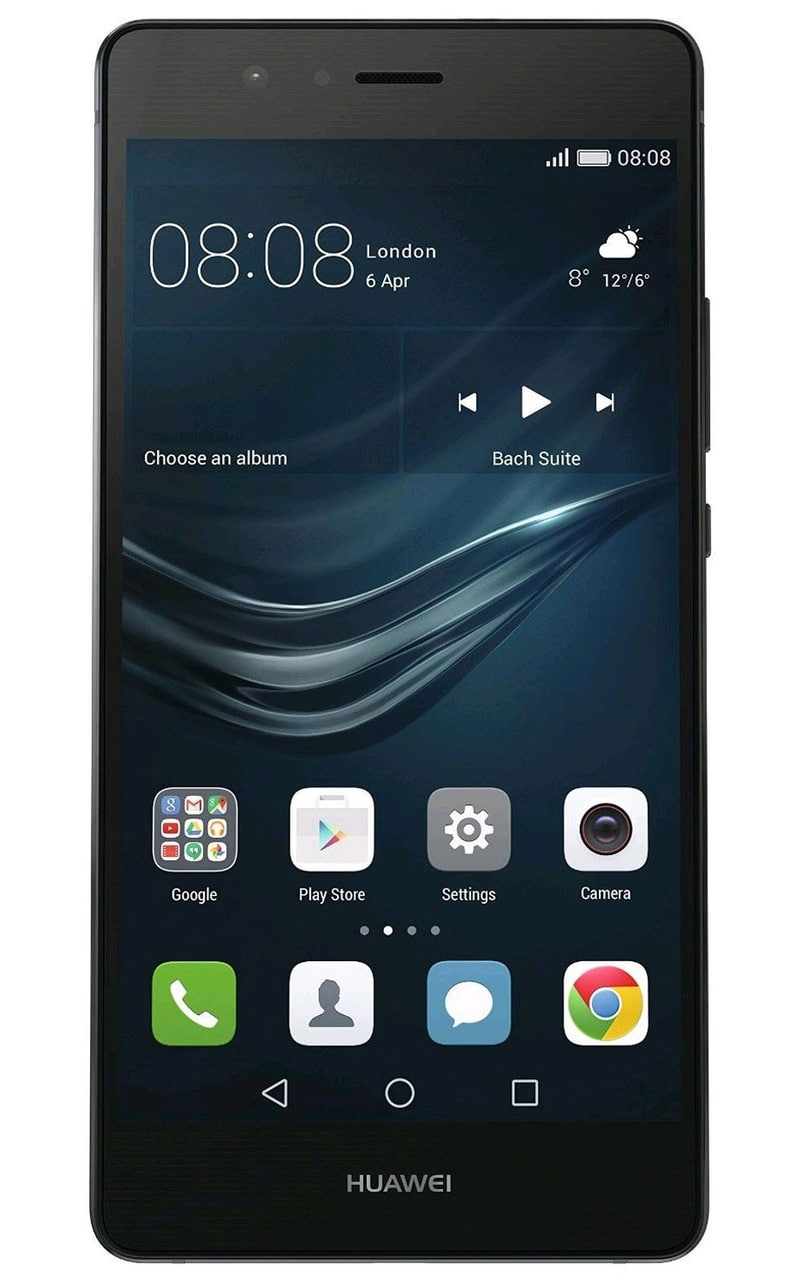 08:08
08:08
London
6 Apr
8° 12°/6°
Choose an album
Bach Suite
Google
Play Store
Settings
Camera
HUAWEI